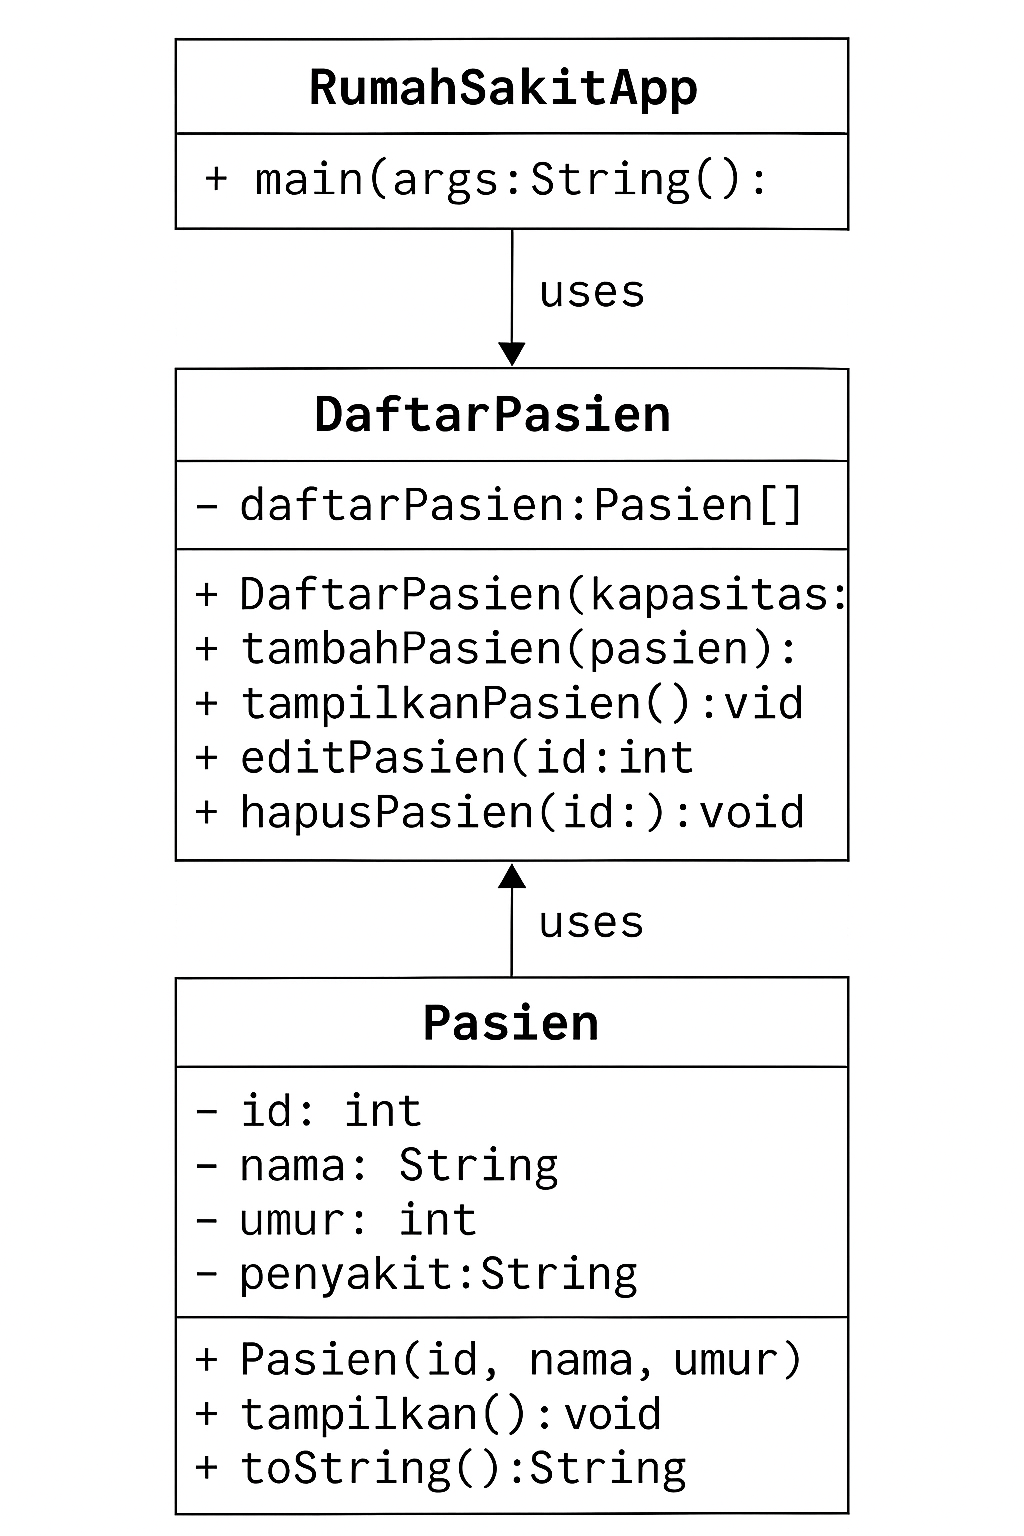 RumahSakitApp
+ main(args:String():
uses
DaftarPasien
- daftarPasien:Pasien[]
+ DaftarPasien(kapasitas:
+ tambahPasien(pasien):
+ tampilkanPasien():vid
+ editPasien(id:int
+ hapusPasien(id:):void
uses
Pasien
- id: int
- nama: String
- umur: int
- penyakit:String
+ Pasien(id, nama, umur)
+ tampilkan():void
+ toString():String